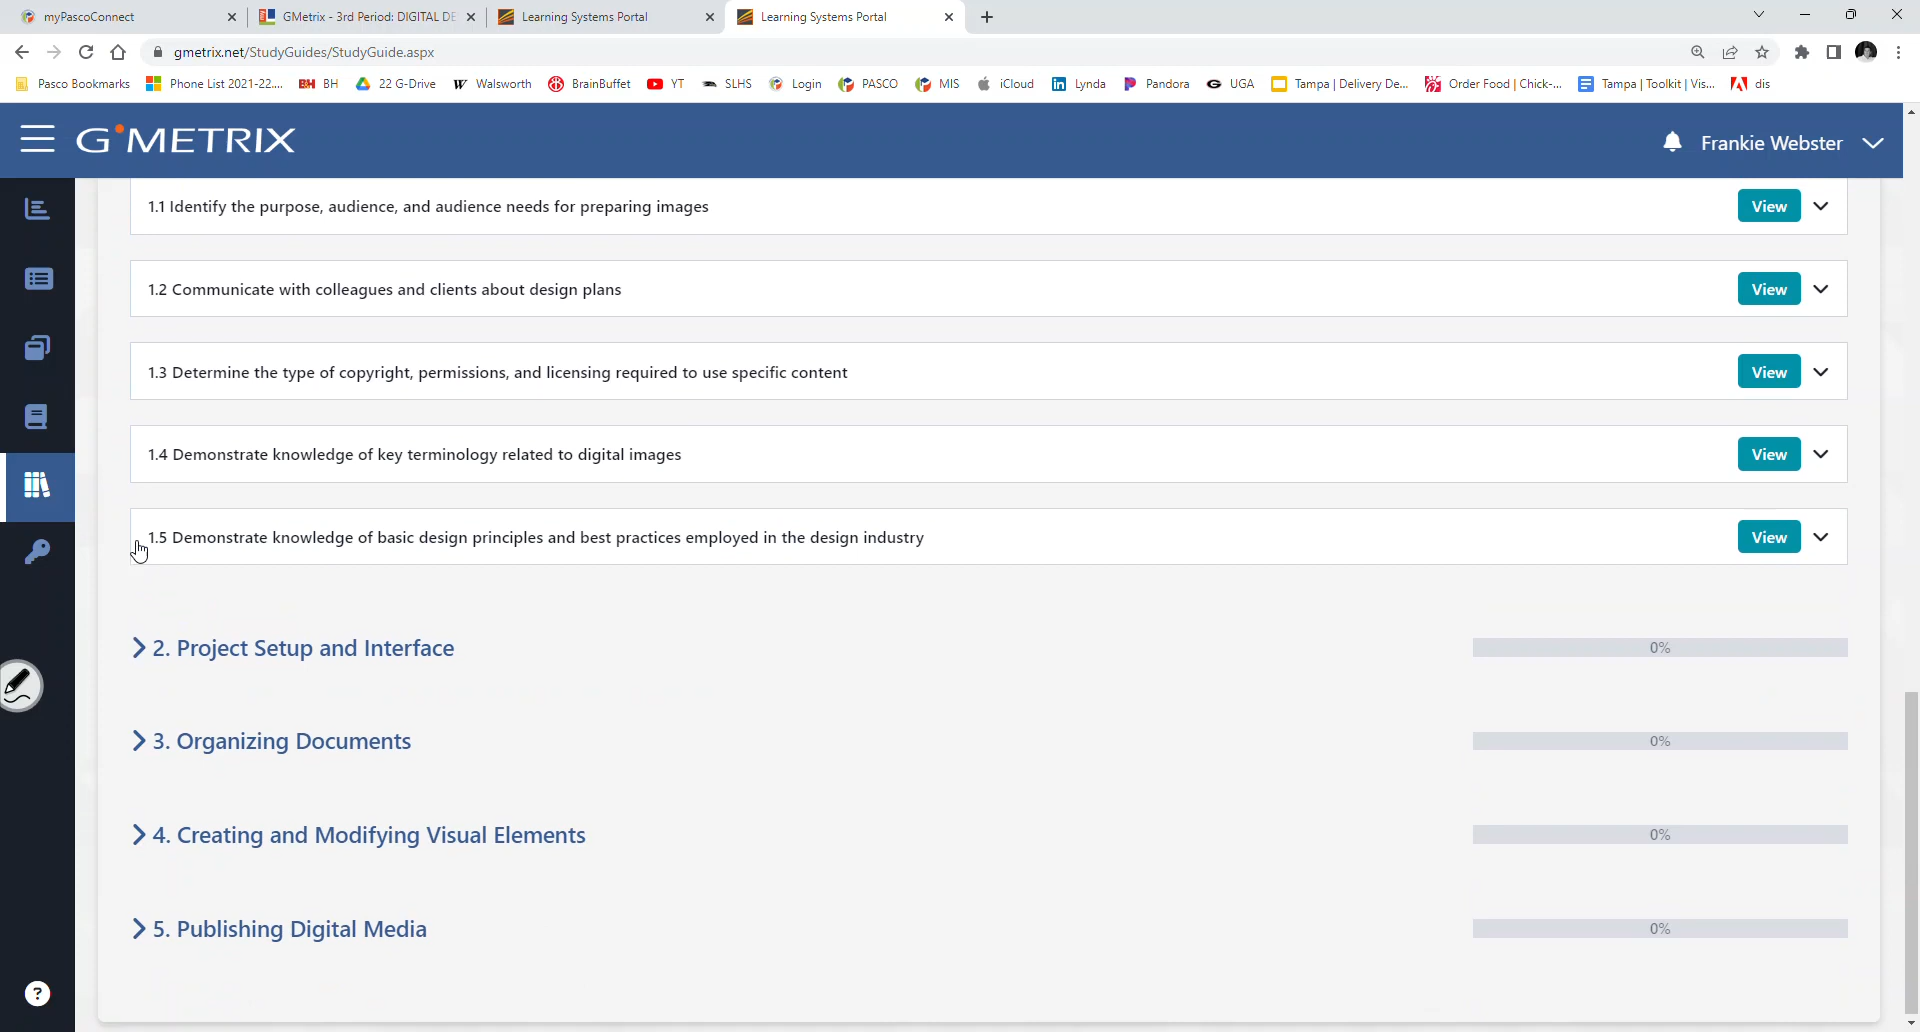 myPascoConnect
GMetrix - 3rd Period: DIGITAL DE
Learning Systems Portal
Learning Systems Portal
gmetrix.net/StudyGuides/StudyGuide.aspx
Pasco Bookmarks
Phone List 2021-22....
BH BH
22 G-Drive
W Walsworth
BrainBuffet
YT
SLHS
Login
PASCO
MIS
iCloud
Lynda
Pandora
UGA
Tampa | Delivery De...
Order Food | Chick-...
Tampa | Toolkit | Vis...
dis
G METRIX
Frankie Webster
1.1 Identify the purpose, audience, and audience needs for preparing images
View
1.2 Communicate with colleagues and clients about design plans
View
1.3 Determine the type of copyright, permissions, and licensing required to use specific content
View
1.4 Demonstrate knowledge of key terminology related to digital images
View
1.5 Demonstrate knowledge of basic design principles and best practices employed in the design industry
View
2. Project Setup and Interface
0%
3. Organizing Documents
0%
4. Creating and Modifying Visual Elements
0%
5. Publishing Digital Media
0%
?